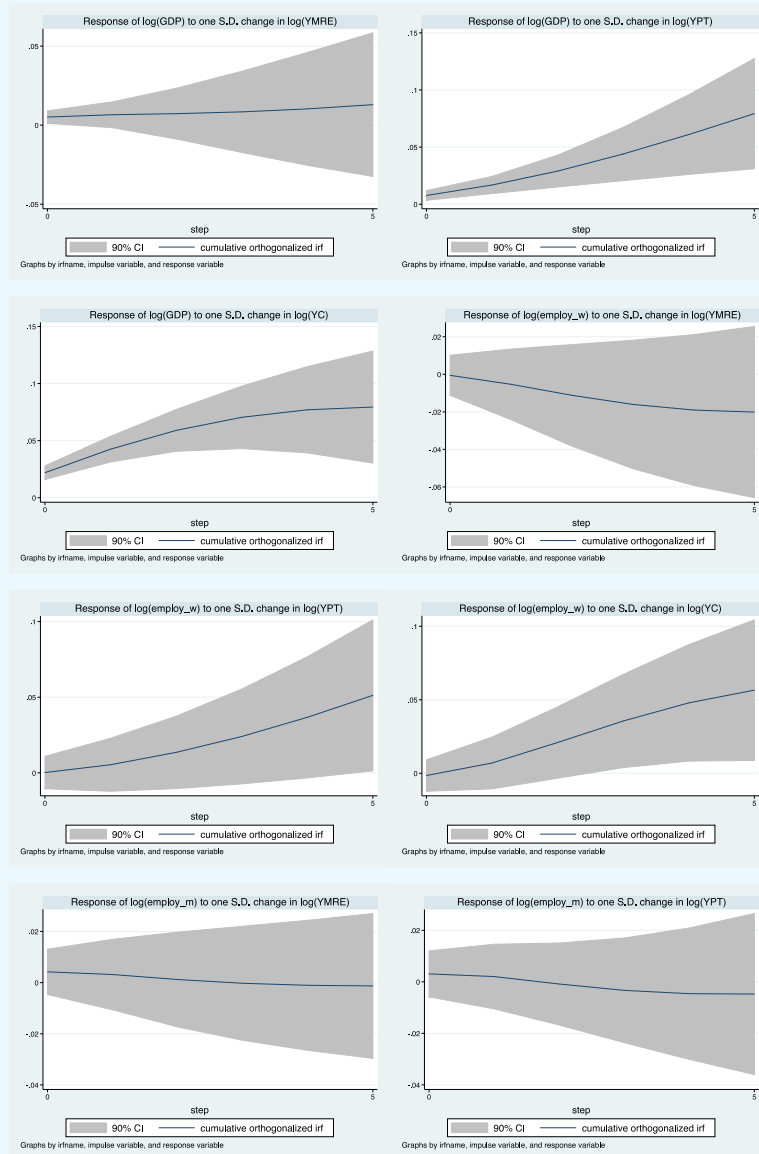 Response of log(GDP) to one S.D. change in log(YMRE)
.05
0
-.05
0
5
step
90% CI
cumulative orthogonalized irf
Graphs by irfname, impulse variable, and response variable
Response of log(GDP) to one S.D. change in log(YPT)
.15
.1
.05
0
0
5
step
90% CI
cumulative orthogonalized irf
Graphs by irfname, impulse variable, and response variable
Response of log(GDP) to one S.D. change in log(YC)
.15
.1
.05
0
0
5
step
90% CI
cumulative orthogonalized irf
Graphs by irfname, impulse variable, and response variable
Response of log(employ_w) to one S.D. change in log(YMRE)
.02
0
-.02
-.04
-.06
0
5
step
90% CI
cumulative orthogonalized irf
Graphs by irfname, impulse variable, and response variable
Response of log(employ_w) to one S.D. change in log(YPT)
.1
.05
0
0
5
step
90% CI
cumulative orthogonalized irf
Graphs by irfname, impulse variable, and response variable
Response of log(employ_w) to one S.D. change in log(YC)
.1
.05
0
0
5
step
90% CI
cumulative orthogonalized irf
Graphs by irfname, impulse variable, and response variable
Response of log(employ_m) to one S.D. change in log(YMRE)
.02
0
-.02
-.04
0
5
step
90% CI
cumulative orthogonalized irf
Graphs by irfname, impulse variable, and response variable
Response of log(employ_m) to one S.D. change in log(YPT)
.02
0
-.02
-.04
0
5
step
90% CI
cumulative orthogonalized irf
Graphs by irfname, impulse variable, and response variable